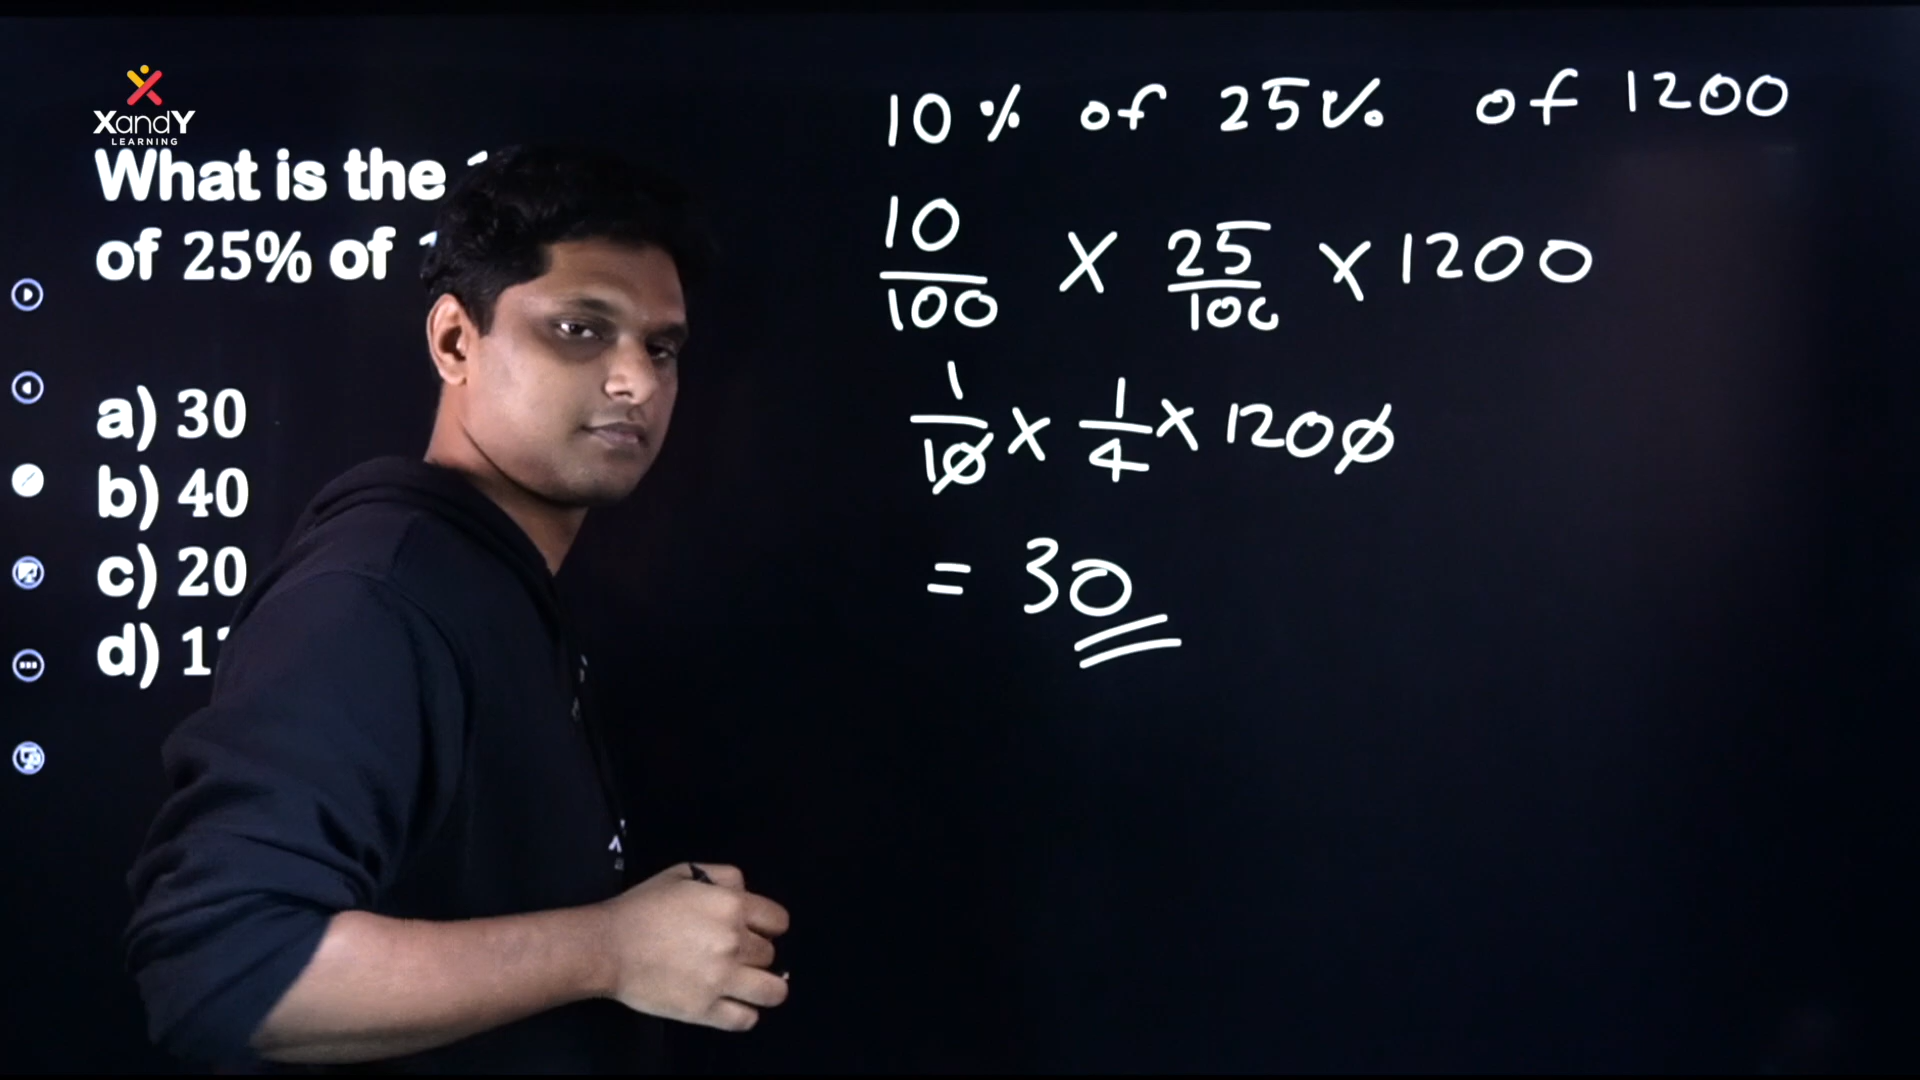 XandY
LEARNING
What is the
of 25% of
a) 30
b) 40
c) 20
d)
10% of 25% of 1200
10/100 X 25/100 X 1200
1/10 X 1/4 X 1200
= 30